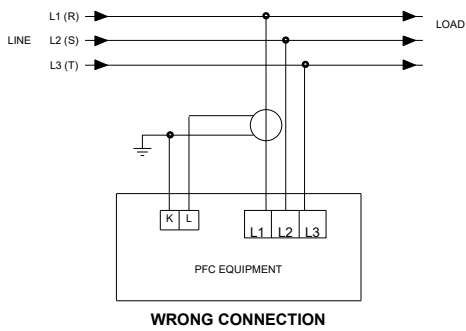 L1 (R)
LOAD
LINE L2 (S)
L3 (T)
K L
L1 L2 L3
PFC EQUIPMENT
WRONG CONNECTION